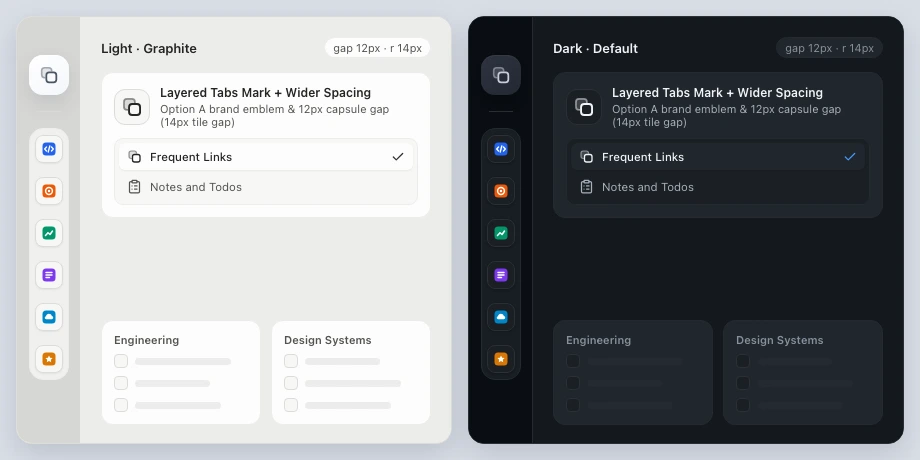 Light · Graphite
gap 12px · r 14px
Layered Tabs Mark + Wider Spacing
Option A brand emblem & 12px capsule gap
(14px tile gap)
Frequent Links
Notes and Todos
Engineering
Design Systems
Dark · Default
gap 12px · r 14px
Layered Tabs Mark + Wider Spacing
Option A brand emblem & 12px capsule gap
(14px tile gap)
Frequent Links
Notes and Todos
Engineering
Design Systems